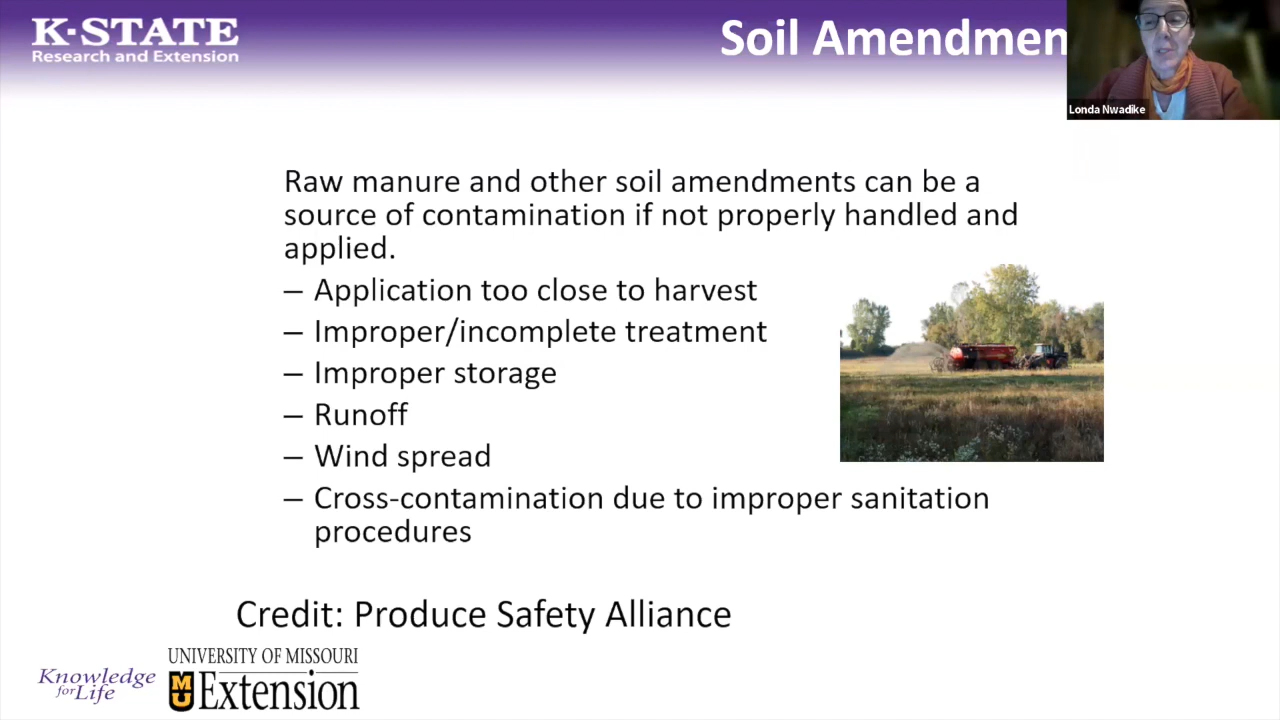 K-STATE
Research and Extension
Soil Amendmen
Londa Nwadike
Raw manure and other soil amendments can be a
source of contamination if not properly handled and
applied.
– Application too close to harvest
– Improper/incomplete treatment
– Improper storage
– Runoff
– Wind spread
– Cross-contamination due to improper sanitation
procedures
Credit: Produce Safety Alliance
Knowledge
for Life
UNIVERSITY OF MISSOURI
MU Extension